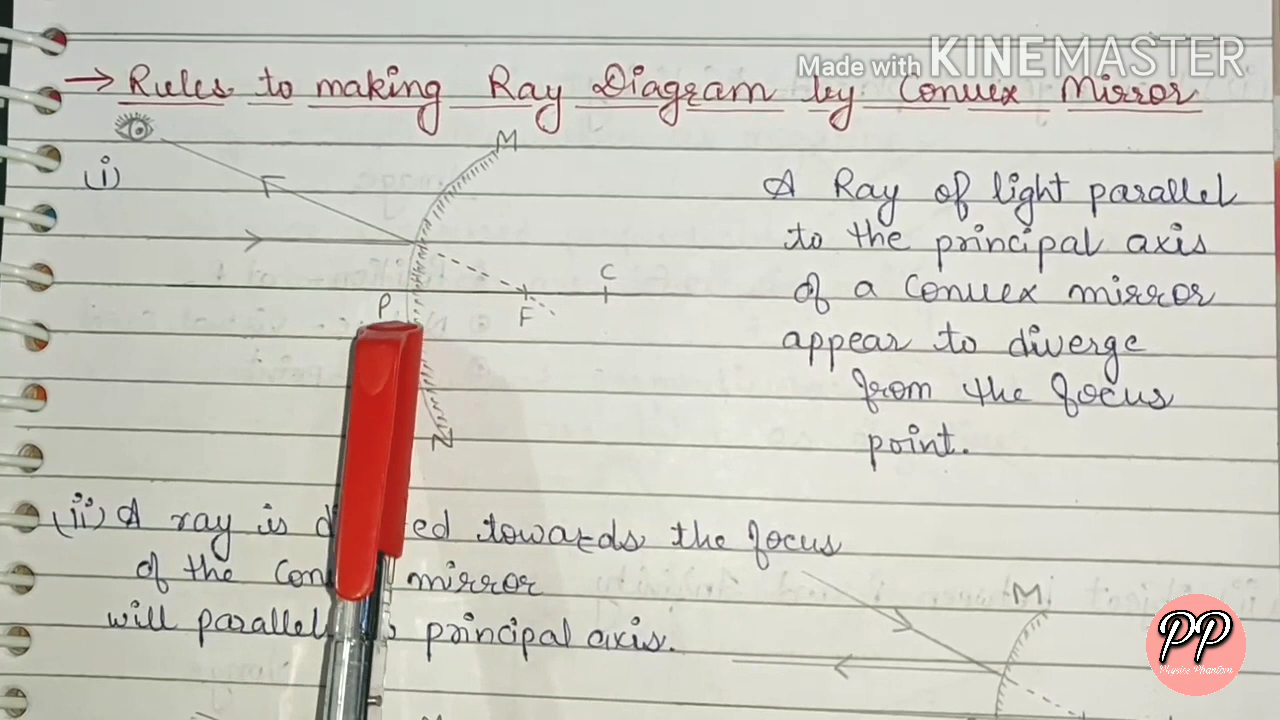 Made with KINEMASTER
→ Rules to making Ray Diagram by Convex Mirror
(i)
M
A Ray of light parallel
to the principal axis
of a Convex mirror
appear to diverge
from the focus
point.
C
P
F
(ii) A ray is towards the focus
of the mirror
will parallel principal axis.
M
PP
Physics Phantom